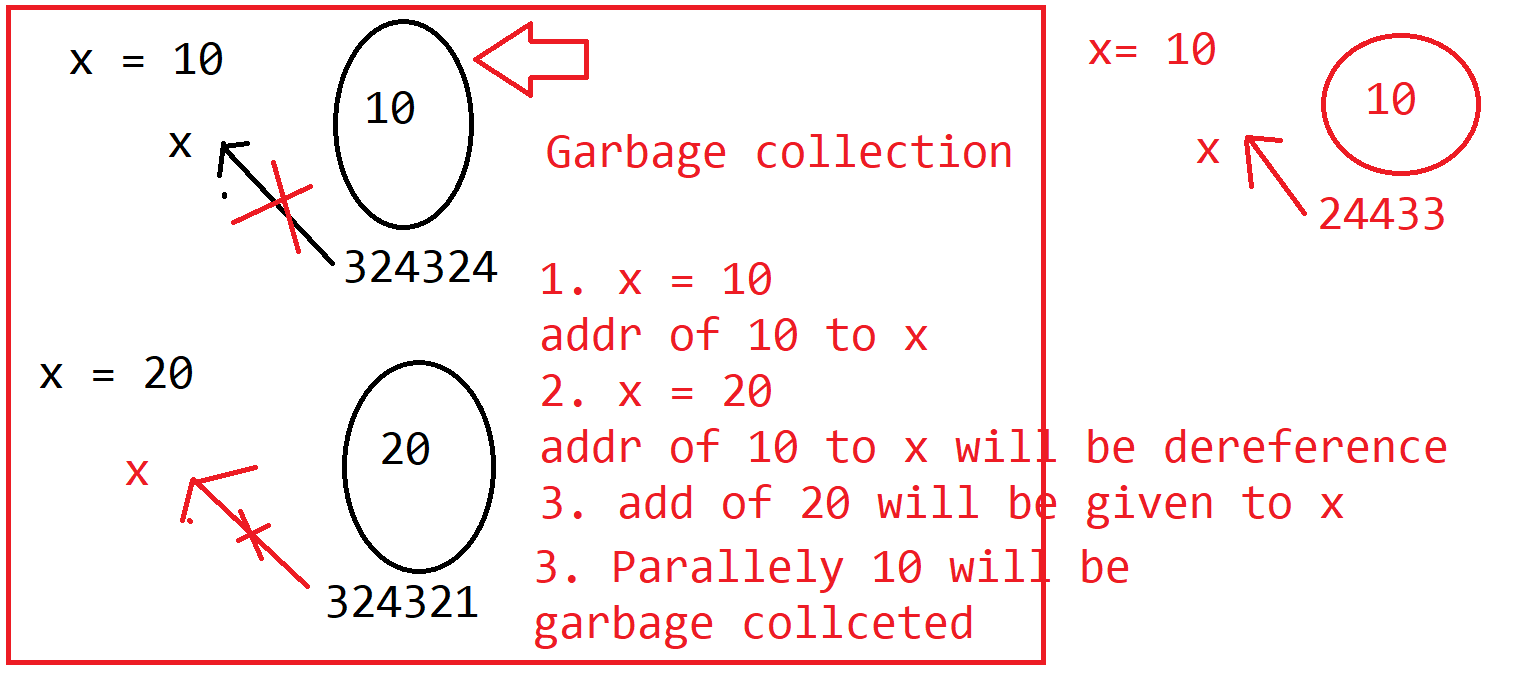 x = 10
10
x
324324
Garbage collection
1. x = 10
addr of 10 to x
2. x = 20
addr of 10 to x will be dereference
3. add of 20 will be given to x
3. Parallely 10 will be
garbage collceted
x = 20
20
x
324321
x= 10
10
x
24433